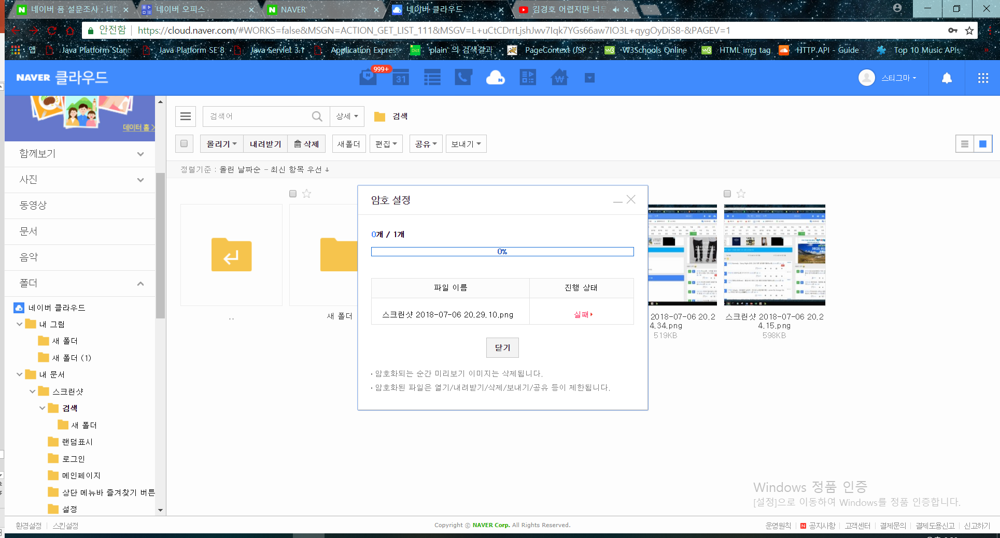 네이버 폼 설문조사 : 네이
네이버 오피스
NAVER
네이버 클라우드
김경호 어렵지만 너무
안전함
https://cloud.naver.com/#WORKS=false&MSGN=ACTION_GET_LIST_111&MSGV=L+uCtCDrrLjshJwv7Iqk7YGs66aw7IO3L+qygOyDiS8-&PAGEV=1
앱
Java Platform Stanc
Java Platform SE 8
Java Servlet 3.1
Application Express
'plain' 의 검색결과
PageContext (JSP 2
W3Schools Online
HTML img tag
HTTP API - Guide
Top 10 Music APIs
NAVER 클라우드
999+
31
스티그마
데이터 홈 >
함께보기
사진
동영상
문서
음악
폴더
네이버 클라우드
내 그림
새 폴더
새 폴더 (1)
내 문서
스크린샷
검색
새 폴더
랜덤표시
로그인
메인페이지
상단 메뉴바 즐겨찾기 버튼
설정
검색어
상세
검색
올리기
내려받기
삭제
새폴더
편집
공유
보내기
정렬기준 : 올린 날짜순 - 최신 항목 우선 ↓
..
새 폴더
2018-07-06 20.2
4.34.png
519KB
스크린샷 2018-07-06 20.2
4.15.png
598KB
암호 설정
0개 / 1개
0%
파일 이름
진행 상태
스크린샷 2018-07-06 20.29.10.png
실패
닫기
암호화되는 순간 미리보기 이미지는 삭제됩니다.
암호화된 파일은 열기/내려받기/삭제/보내기/공유 등이 제한됩니다.
Windows 정품 인증
[설정]으로 이동하여 Windows를 정품 인증합니다.
환경설정
스킨설정
Copyright © NAVER Corp. All Rights Reserved.
운영원칙
공지사항
고객센터
결제문의
결제도용신고
신고하기